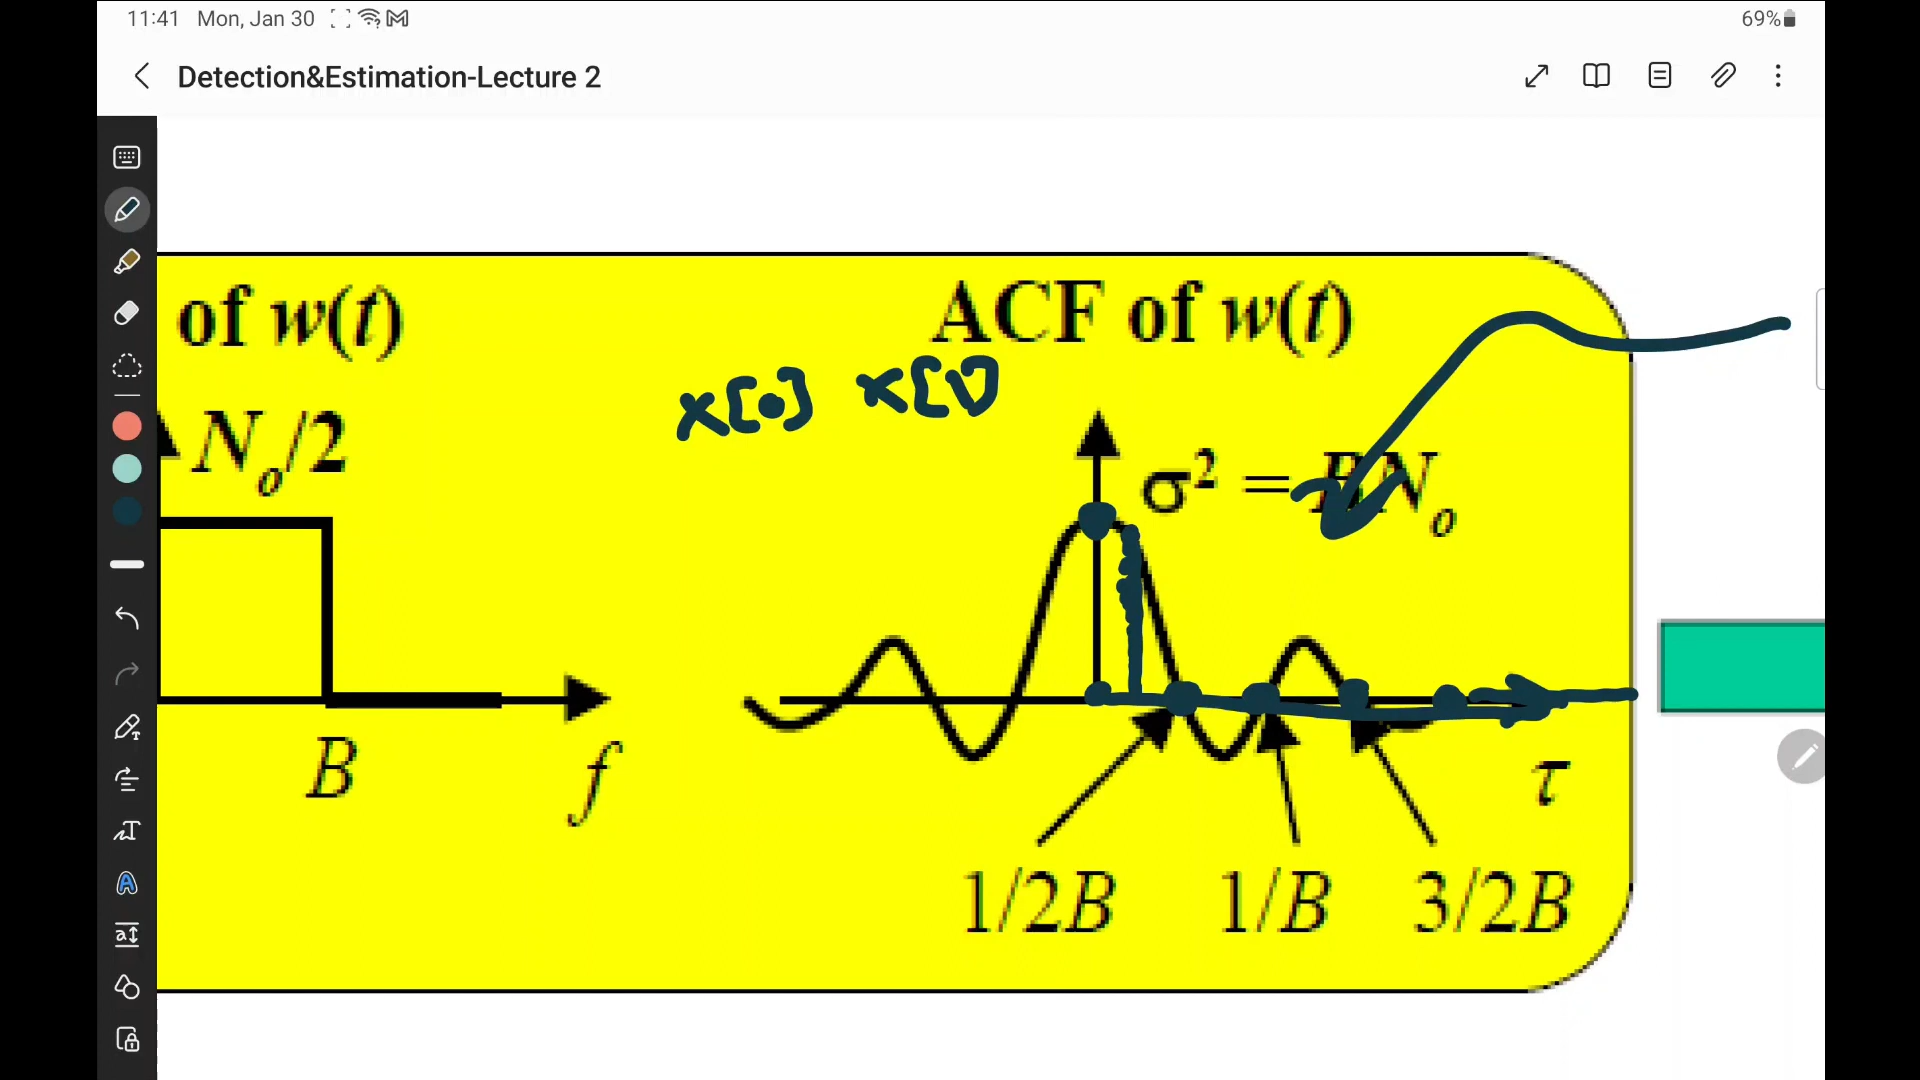 11:41 Mon, Jan 30
69%
Detection&Estimation-Lecture 2
of w(t)
ACF of w(t)
x[0] x[1]
N₀/2
σ² = BN₀
B
f
τ
1/2B
1/B
3/2B